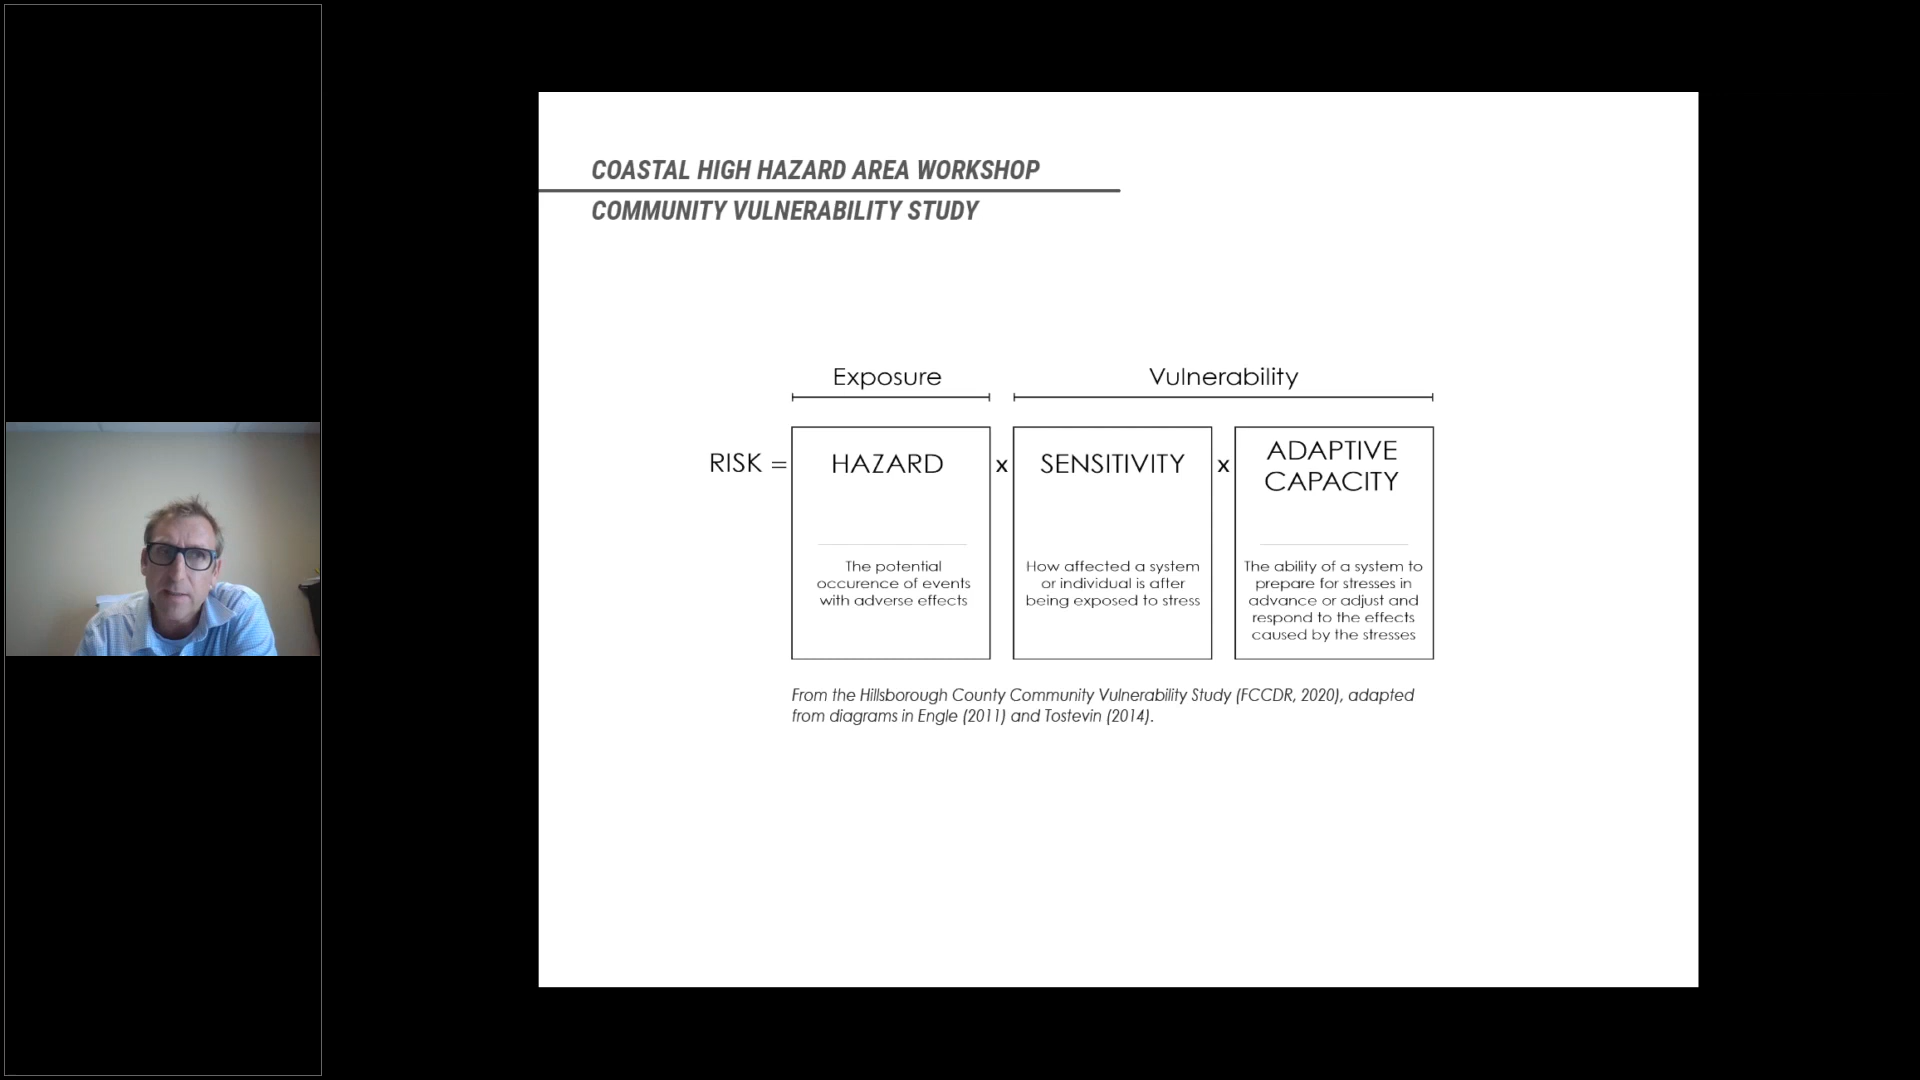 COASTAL HIGH HAZARD AREA WORKSHOP
COMMUNITY VULNERABILITY STUDY
Exposure
Vulnerability
RISK =
HAZARD
x
SENSITIVITY
x
ADAPTIVE
CAPACITY
The potential
occurence of events
with adverse effects
How affected a system
or individual is after
being exposed to stress
The ability of a system to
prepare for stresses in
advance or adjust and
respond to the effects
caused by the stresses
From the Hillsborough County Community Vulnerability Study (FCCDR, 2020), adapted
from diagrams in Engle (2011) and Tostevin (2014).